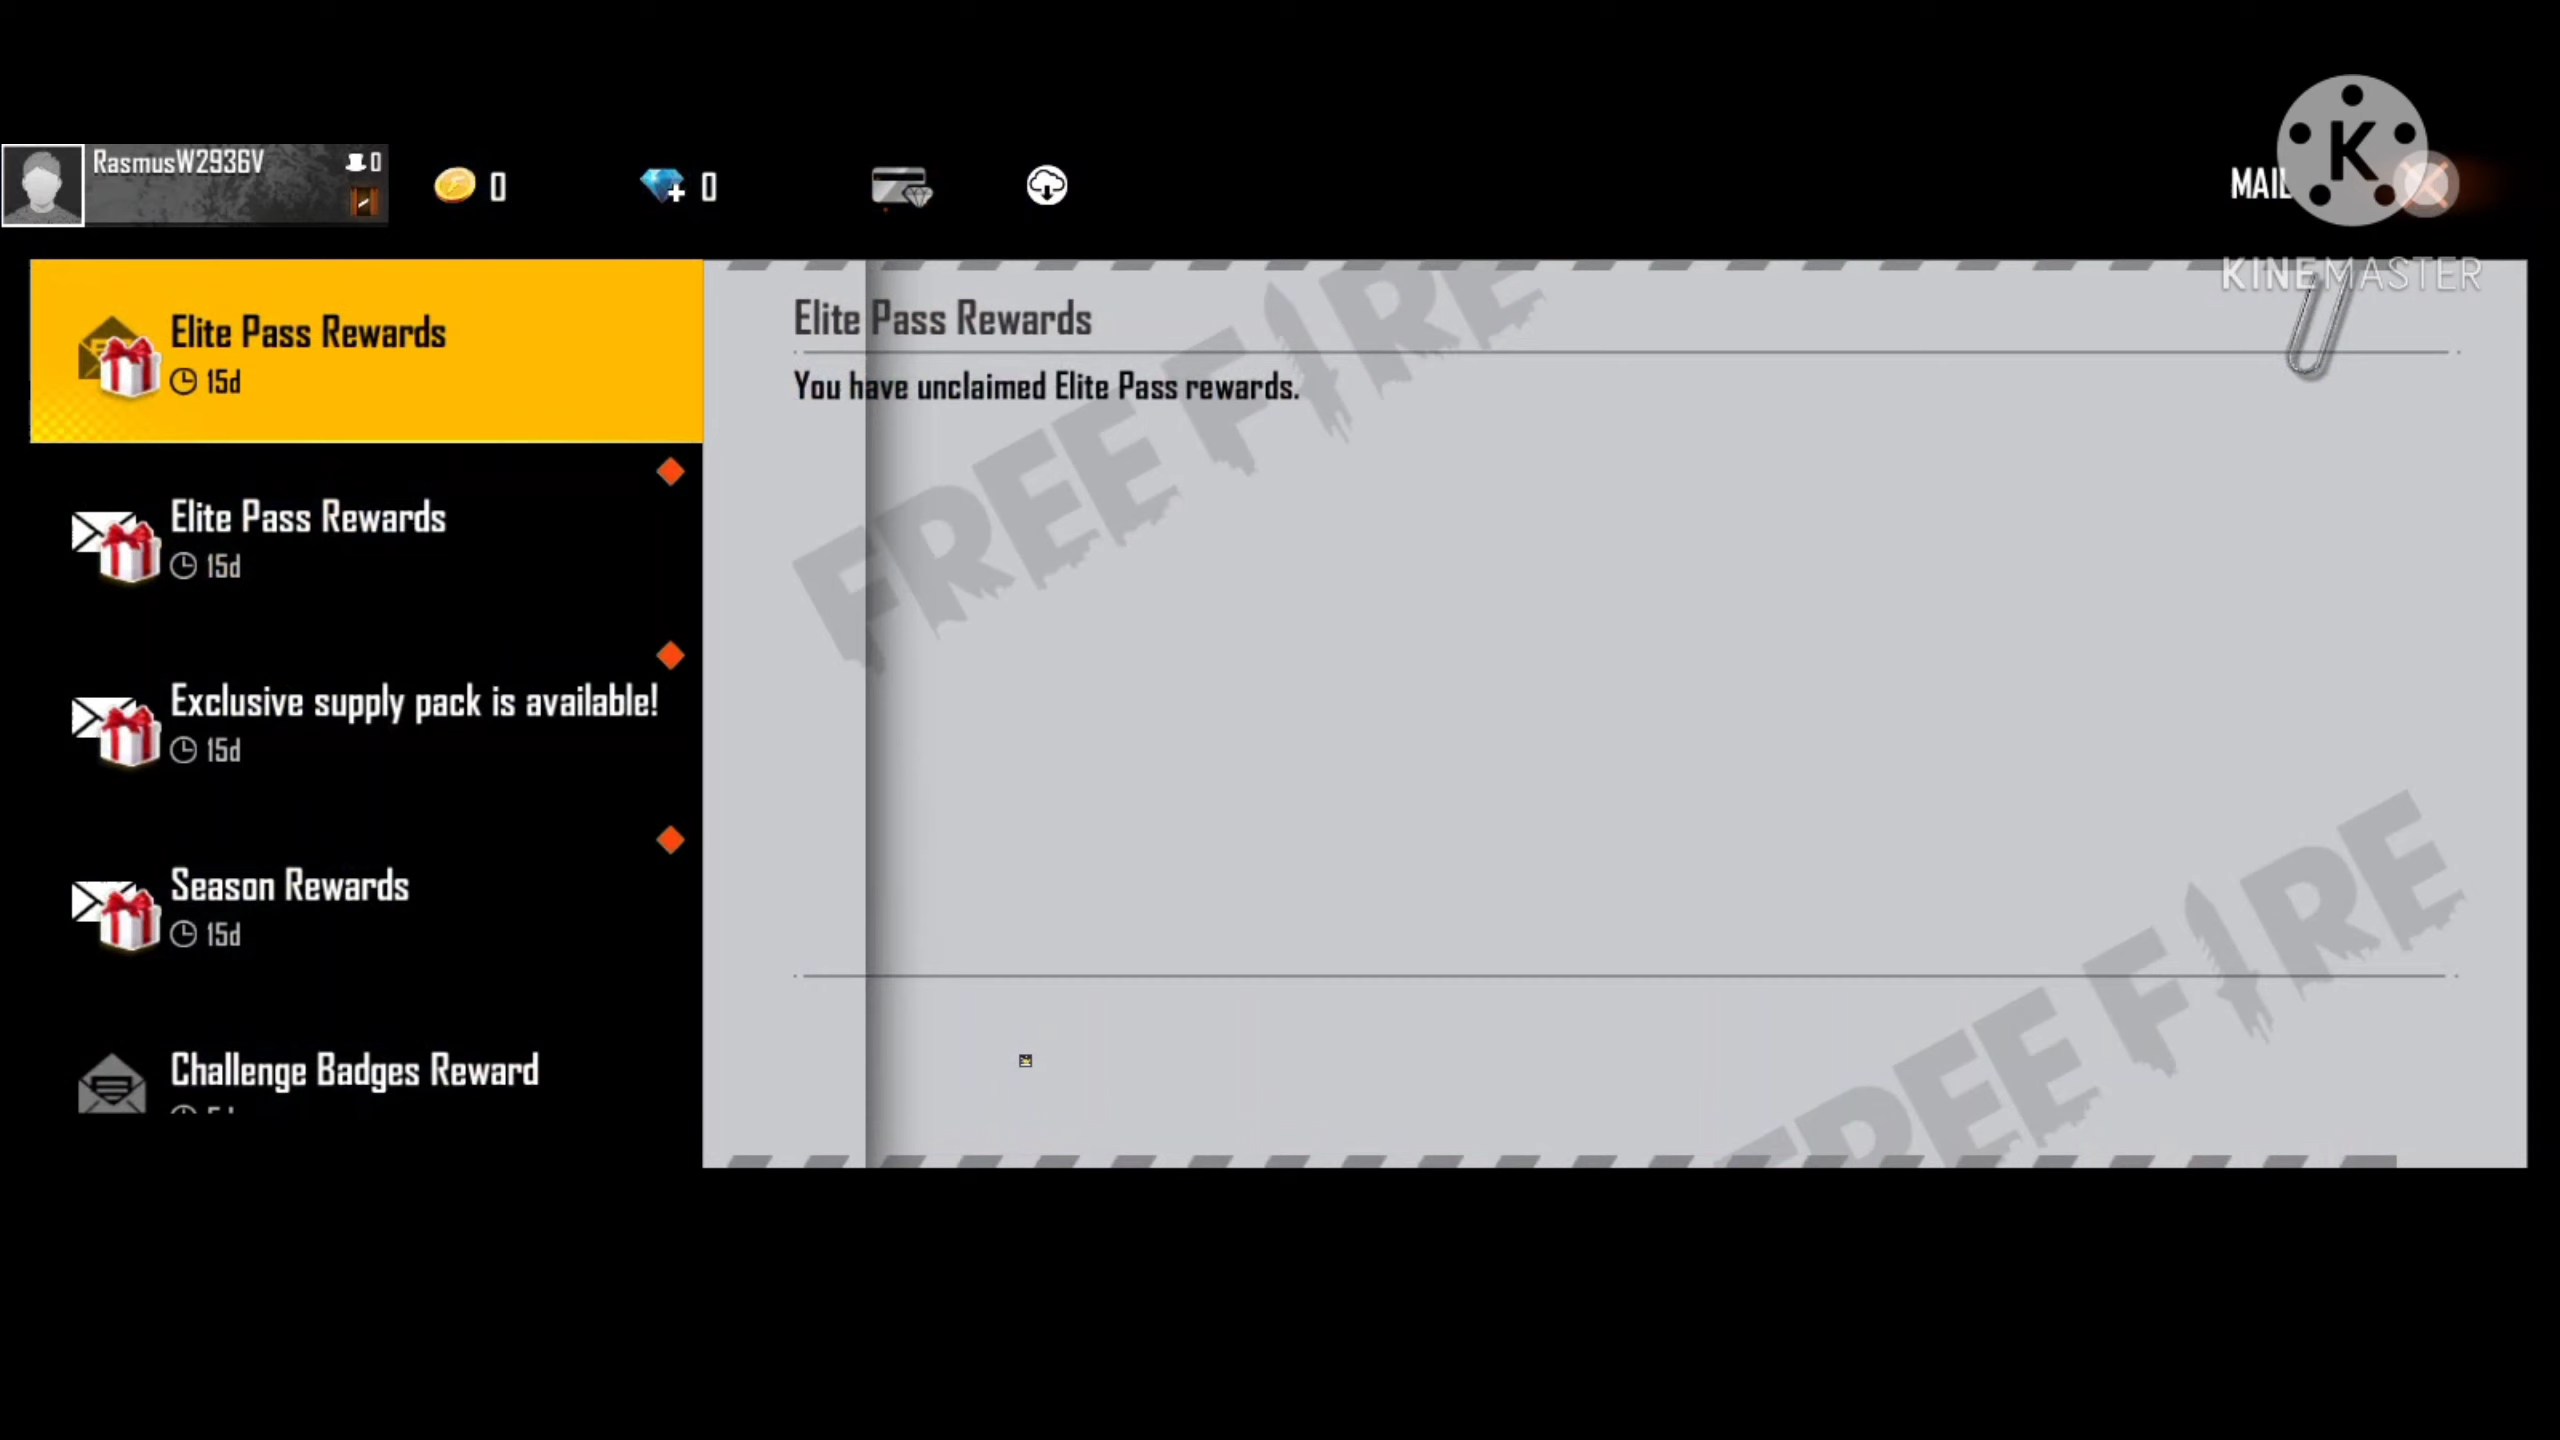 RasmusW2936V
0
0
0
MAIL
K
KINEMASTER
Elite Pass Rewards
15d
Elite Pass Rewards
15d
Exclusive supply pack is available!
15d
Season Rewards
15d
Challenge Badges Reward
Elite Pass Rewards
You have unclaimed Elite Pass rewards.
FREE FIRE
FREE FIRE